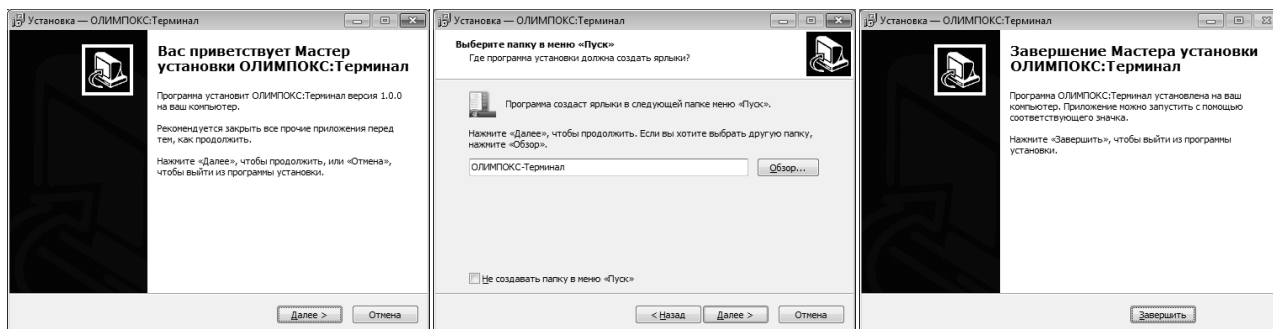 Установка — ОЛИМПОКС:Терминал
Вас приветствует Мастер
установки ОЛИМПОКС:Терминал
Программа установит ОЛИМПОКС:Терминал версия 1.0.0
на ваш компьютер.
Рекомендуется закрыть все прочие приложения перед
тем, как продолжить.
Нажмите «Далее», чтобы продолжить, или «Отмена»,
чтобы выйти из программы установки.
Далее >
Отмена
Установка — ОЛИМПОКС:Терминал
Выберите папку в меню «Пуск»
Где программа установки должна создать ярлыки?
Программа создаст ярлыки в следующей папке меню «Пуск».
Нажмите «Далее», чтобы продолжить. Если вы хотите выбрать другую папку,
нажмите «Обзор».
ОЛИМПОКС-Терминал
Обзор...
Не создавать папку в меню «Пуск»
< Назад
Далее >
Отмена
Установка — ОЛИМПОКС:Терминал
Завершение Мастера установки
ОЛИМПОКС:Терминал
Программа ОЛИМПОКС:Терминал установлена на ваш
компьютер. Приложение можно запустить с помощью
соответствующего значка.
Нажмите «Завершить», чтобы выйти из программы
установки.
Завершить